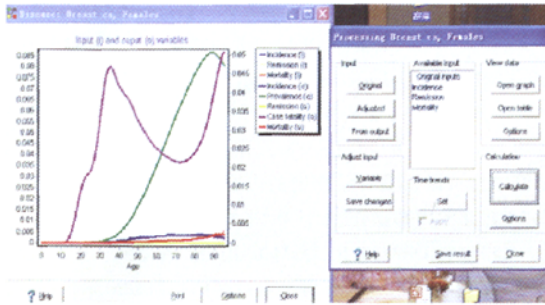 Disease: Breast ca, Females
Input (i) and ouput (o) variables
0.085
0.08
0.075
0.07
0.065
0.06
0.055
0.05
0.045
0.04
0.035
0.03
0.025
0.02
0.015
0.01
0.005
0
0.05
0.045
0.04
0.035
0.03
0.025
0.02
0.015
0.01
0.005
0
0 10 20 30 40 50 60 70 80 90
Age
Incidence (i)
Remission (i)
Mortality (i)
Incidence (o)
Prevalence (o)
Remission (o)
Case fatality (o)
Mortality (o)
? Help
Print
Options
Close
Processing Breast ca, Females
Input
Original
Adjusted
From output
Available input
Original inputs
Incidence
Remission
Mortality
View data
Open graph
Open table
Options
Adjust input
Variable
Save changes
Time trends
Set
Calculation
Calculate
Options
? Help
Save result
Close